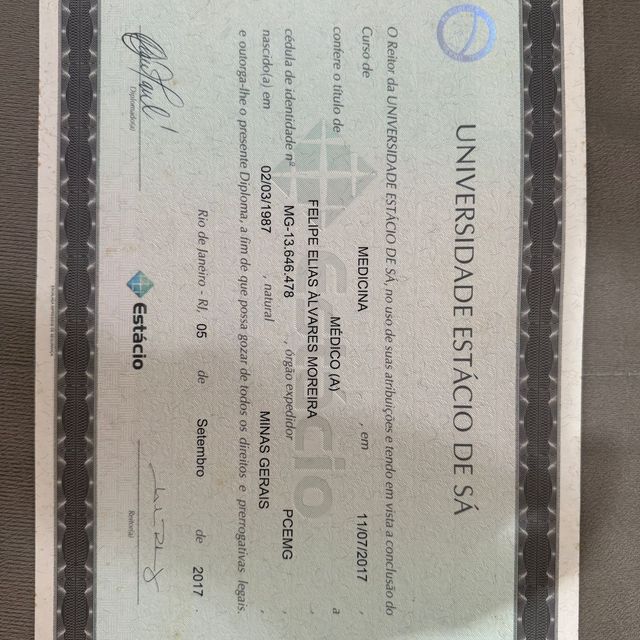 UNIVERSIDADE ESTÁCIO DE SÁ
O Reitor da UNIVERSIDADE ESTÁCIO DE SÁ, no uso de suas atribuições e tendo em vista a conclusão do
Curso de MEDICINA , em 11/07/2017 ,
confere o título de MÉDICO (A) a
FELIPE ELIAS ÁLVARES MOREIRA
cédula de identidade nº MG-13.646.478 , órgão expedidor PCEMG ,
nascido(a) em 02/03/1987 , natural MINAS GERAIS ,
e outorga-lhe o presente Diploma, a fim de que possa gozar de todos os direitos e prerrogativas legais.
Rio de Janeiro - RJ, 05 de Setembro de 2017 .
Diplomado(a)
Estácio
Reitor(a)
Estácio